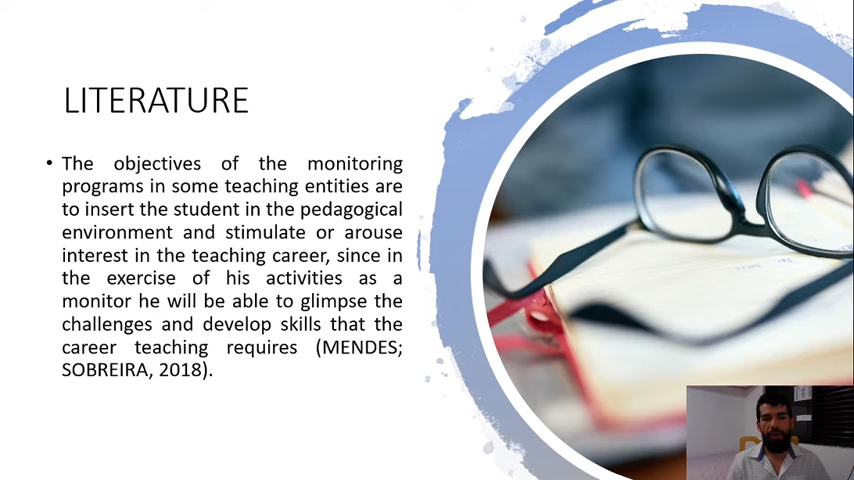 LITERATURE
• The objectives of the monitoring
programs in some teaching entities are
to insert the student in the pedagogical
environment and stimulate or arouse
interest in the teaching career, since in
the exercise of his activities as a
monitor he will be able to glimpse the
challenges and develop skills that the
career teaching requires (MENDES;
SOBREIRA, 2018).